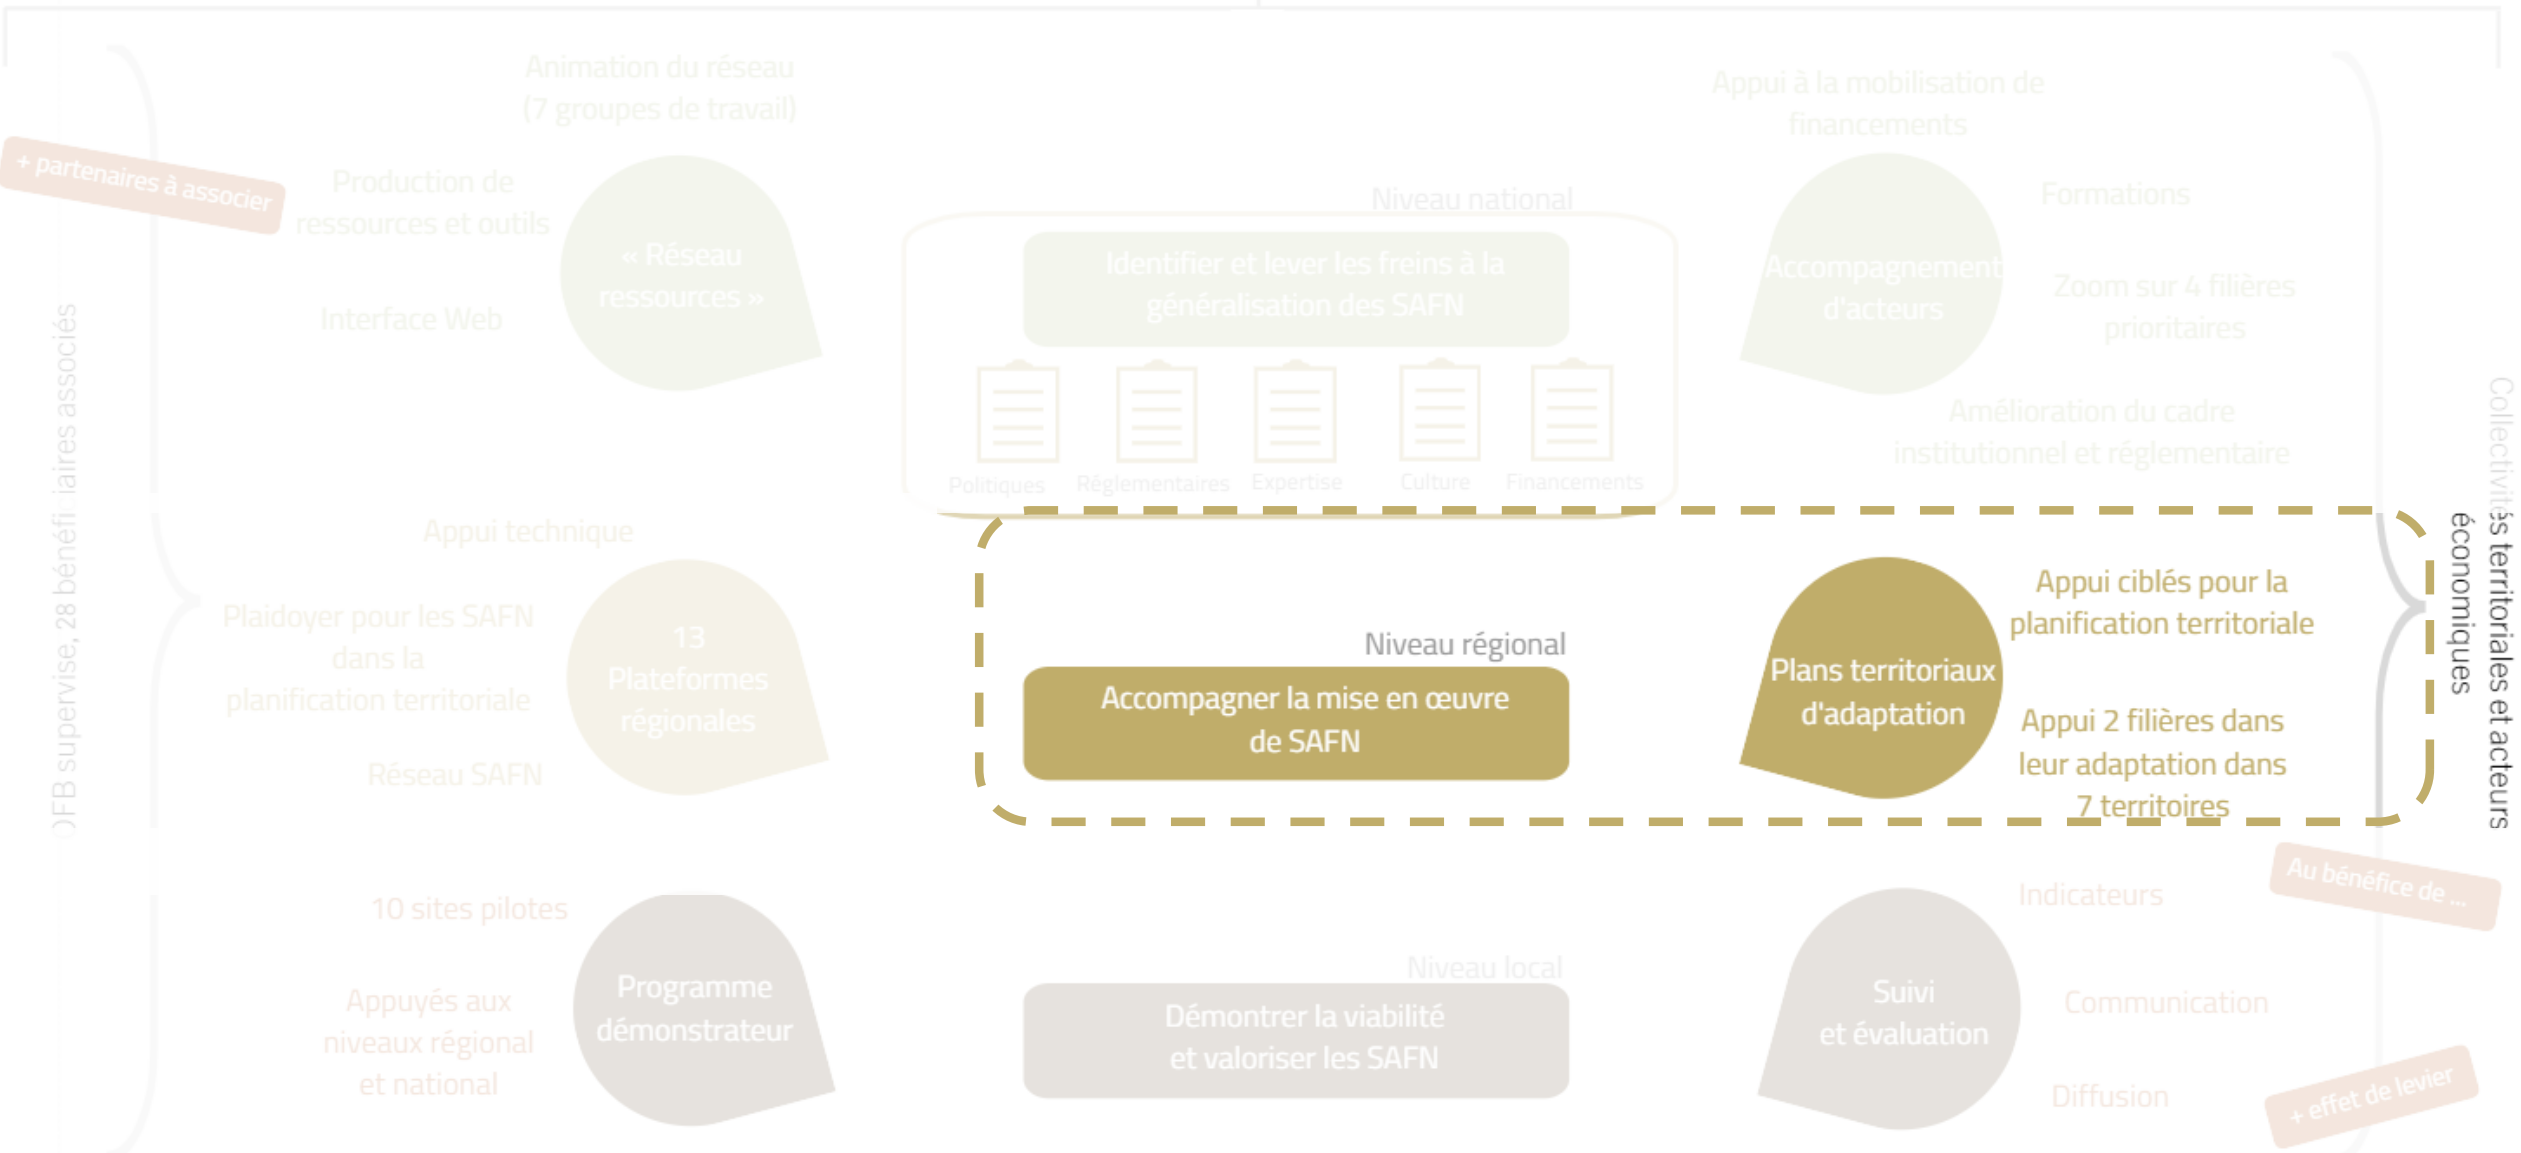 Animation du réseau
(7 groupes de travail)
+ partenaires à associer
Production de
ressources et outils
Interface Web
« Réseau
ressources »
Niveau national
Identifier et lever les freins à la
généralisation des SAFN
Politiques
Réglementaires
Expertise
Culture
Financements
Appui à la mobilisation de
financements
Accompagnement
d'acteurs
Formations
Zoom sur 4 filières
prioritaires
Amélioration du cadre
institutionnel et réglementaire
OFB supervise, 28 bénéficiaires associés
Appui technique
Plaidoyer pour les SAFN
dans la
planification territoriale
Réseau SAFN
13
Plateformes
régionales
Niveau régional
Accompagner la mise en œuvre
de SAFN
Plans territoriaux
d'adaptation
Appui ciblés pour la
planification territoriale
Appui 2 filières dans
leur adaptation dans
7 territoires
Collectivités territoriales et acteurs
économiques
10 sites pilotes
Appuyés aux
niveaux régional
et national
Programme
démonstrateur
Niveau local
Démontrer la viabilité
et valoriser les SAFN
Suivi
et évaluation
Indicateurs
Communication
Diffusion
Au bénéfice de ...
+ effet de levier